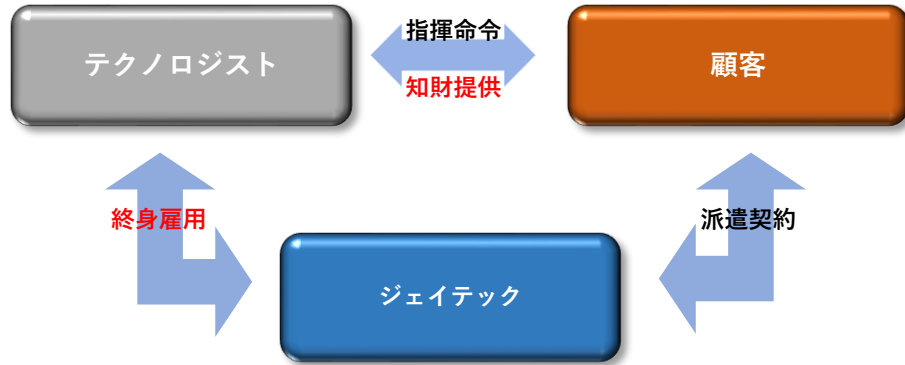 指揮命令
テクノロジスト
顧客
知財提供
終身雇用
派遣契約
ジェイテック